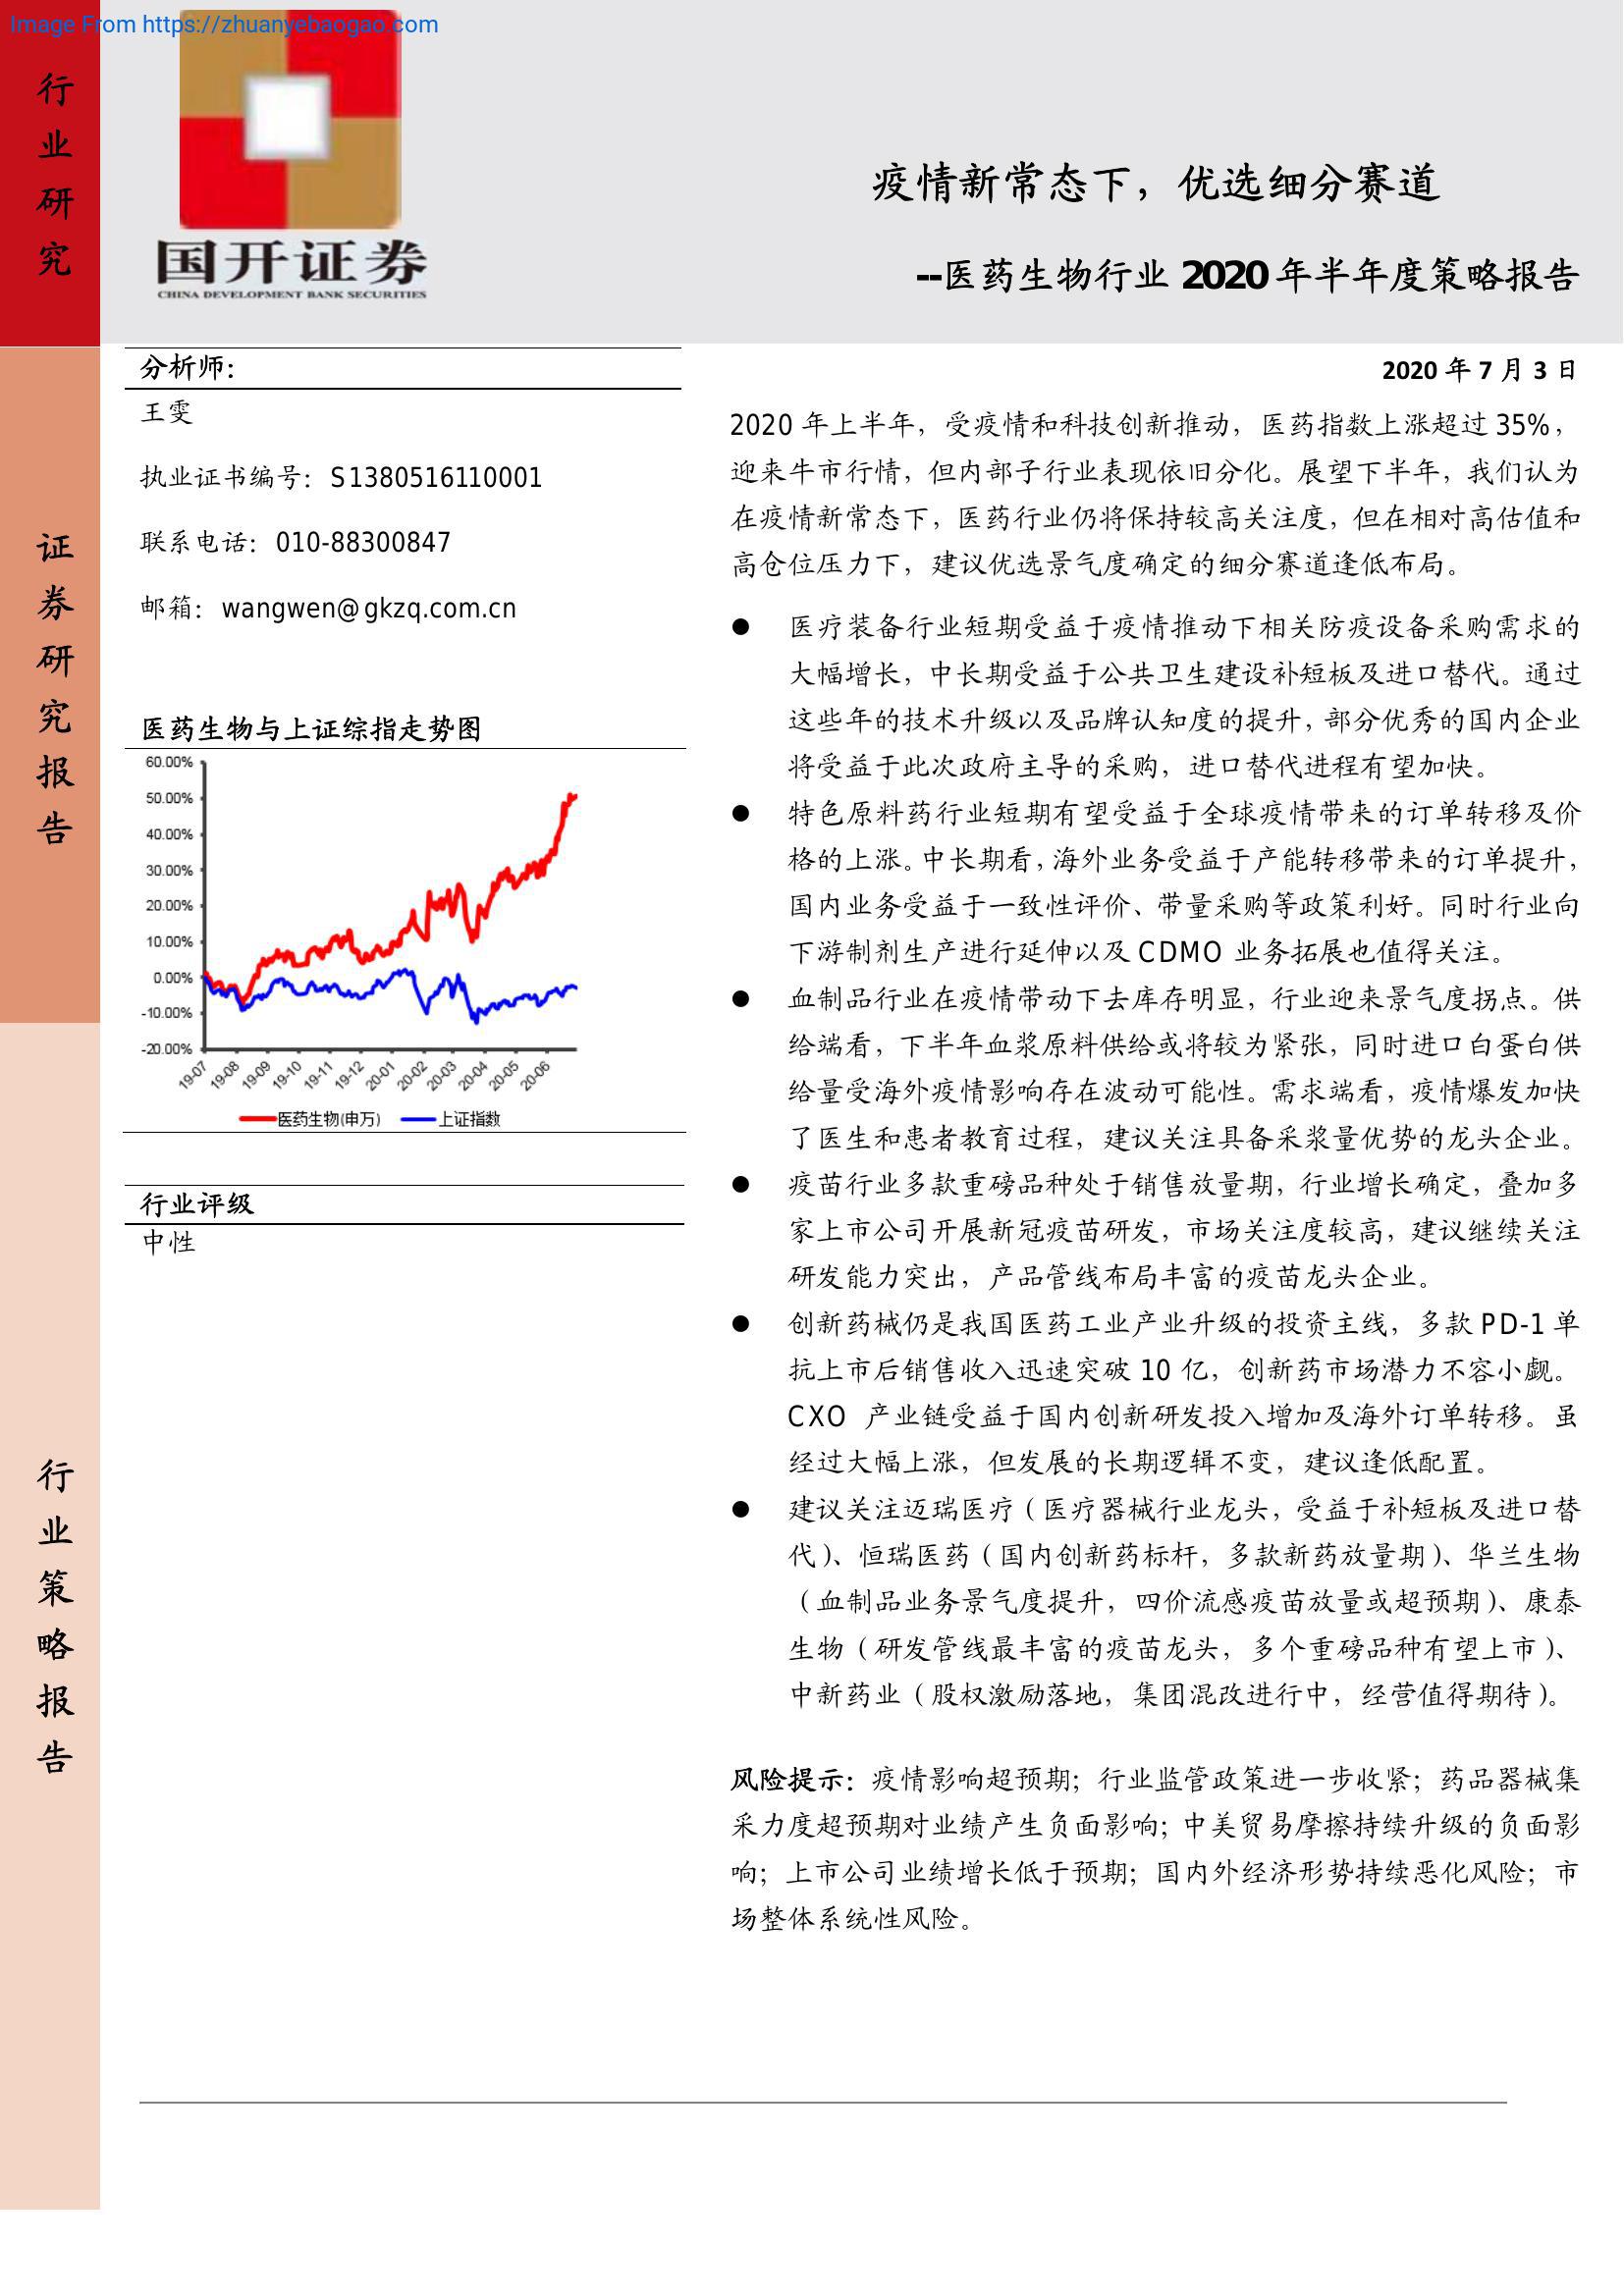 Image From https://zhuanyebaogao.com
行业研究
证券研究报告
行业策略报告
国开证券
CHINA DEVELOPMENT BANK SECURITIES
疫情新常态下，优选细分赛道
--医药生物行业 2020 年半年度策略报告
分析师：
王雯
执业证书编号：S1380516110001
联系电话：010-88300847
邮箱：wangwen@gkzq.com.cn
医药生物与上证综指走势图
60.00%
50.00%
40.00%
30.00%
20.00%
10.00%
0.00%
-10.00%
-20.00%
19-07 19-08 19-09 19-10 19-11 19-12 20-01 20-02 20-03 20-04 20-05 20-06
医药生物(申万) 上证指数
行业评级
中性
2020 年 7 月 3 日
2020 年上半年，受疫情和科技创新推动，医药指数上涨超过 35%，
迎来牛市行情，但内部子行业表现依旧分化。展望下半年，我们认为
在疫情新常态下，医药行业仍将保持较高关注度，但在相对高估值和
高仓位压力下，建议优选景气度确定的细分赛道逢低布局。
● 医疗装备行业短期受益于疫情推动下相关防疫设备采购需求的
大幅增长，中长期受益于公共卫生建设补短板及进口替代。通过
这些年的技术升级以及品牌认知度的提升，部分优秀的国内企业
将受益于此次政府主导的采购，进口替代进程有望加快。
● 特色原料药行业短期有望受益于全球疫情带来的订单转移及价
格的上涨。中长期看，海外业务受益于产能转移带来的订单提升，
国内业务受益于一致性评价、带量采购等政策利好。同时行业向
下游制剂生产进行延伸以及 CDMO 业务拓展也值得关注。
● 血制品行业在疫情带动下去库存明显，行业迎来景气度拐点。供
给端看，下半年血浆原料供给或将较为紧张，同时进口白蛋白供
给量受海外疫情影响存在波动可能性。需求端看，疫情爆发加快
了医生和患者教育过程，建议关注具备采浆量优势的龙头企业。
● 疫苗行业多款重磅品种处于销售放量期，行业增长确定，叠加多
家上市公司开展新冠疫苗研发，市场关注度较高，建议继续关注
研发能力突出，产品管线布局丰富的疫苗龙头企业。
● 创新药械仍是我国医药工业产业升级的投资主线，多款 PD-1 单
抗上市后销售收入迅速突破 10 亿，创新药市场潜力不容小觑。
CXO 产业链受益于国内创新研发投入增加及海外订单转移。虽
经过大幅上涨，但发展的长期逻辑不变，建议逢低配置。
● 建议关注迈瑞医疗（医疗器械行业龙头，受益于补短板及进口替
代）、恒瑞医药（国内创新药标杆，多款新药放量期）、华兰生物
（血制品业务景气度提升，四价流感疫苗放量或超预期）、康泰
生物（研发管线最丰富的疫苗龙头，多个重磅品种有望上市）、
中新药业（股权激励落地，集团混改进行中，经营值得期待）。
风险提示：疫情影响超预期；行业监管政策进一步收紧；药品器械集
采力度超预期对业绩产生负面影响；中美贸易摩擦持续升级的负面影
响；上市公司业绩增长低于预期；国内外经济形势持续恶化风险；市
场整体系统性风险。